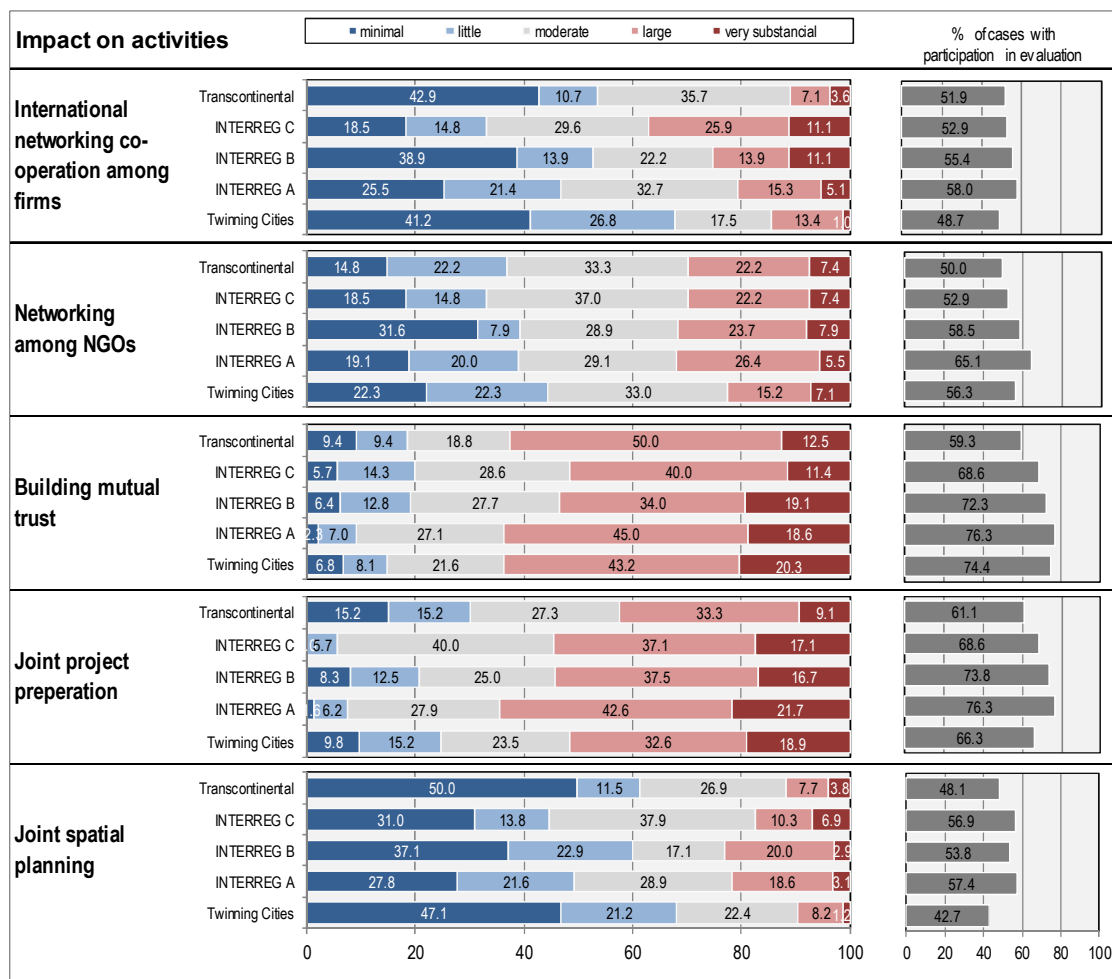 Impact on activities
minimal little moderate large very substancial
% of cases with
participation in evaluation
International
networking co-
operation among
firms
Transcontinental 42.9 10.7 35.7 7.1 3.6 51.9
INTERREG C 18.5 14.8 29.6 25.9 11.1 52.9
INTERREG B 38.9 13.9 22.2 13.9 11.1 55.4
INTERREG A 25.5 21.4 32.7 15.3 5.1 58.0
Twinning Cities 41.2 26.8 17.5 13.4 1.0 48.7
Networking
among NGOs
Transcontinental 14.8 22.2 33.3 22.2 7.4 50.0
INTERREG C 18.5 14.8 37.0 22.2 7.4 52.9
INTERREG B 31.6 7.9 28.9 23.7 7.9 58.5
INTERREG A 19.1 20.0 29.1 26.4 5.5 65.1
Twinning Cities 22.3 22.3 33.0 15.2 7.1 56.3
Building mutual
trust
Transcontinental 9.4 9.4 18.8 50.0 12.5 59.3
INTERREG C 5.7 14.3 28.6 40.0 11.4 68.6
INTERREG B 6.4 12.8 27.7 34.0 19.1 72.3
INTERREG A 2.3 7.0 27.1 45.0 18.6 76.3
Twinning Cities 6.8 8.1 21.6 43.2 20.3 74.4
Joint project
preperation
Transcontinental 15.2 15.2 27.3 33.3 9.1 61.1
INTERREG C 5.7 40.0 37.1 17.1 68.6
INTERREG B 8.3 12.5 25.0 37.5 16.7 73.8
INTERREG A 1.6 6.2 27.9 42.6 21.7 76.3
Twinning Cities 9.8 15.2 23.5 32.6 18.9 66.3
Joint spatial
planning
Transcontinental 50.0 11.5 26.9 7.7 3.8 48.1
INTERREG C 31.0 13.8 37.9 10.3 6.9 56.9
INTERREG B 37.1 22.9 17.1 20.0 2.9 53.8
INTERREG A 27.8 21.6 28.9 18.6 3.1 57.4
Twinning Cities 47.1 21.2 22.4 8.2 1.2 42.7
0 20 40 60 80 100 0 20 40 60 80 100